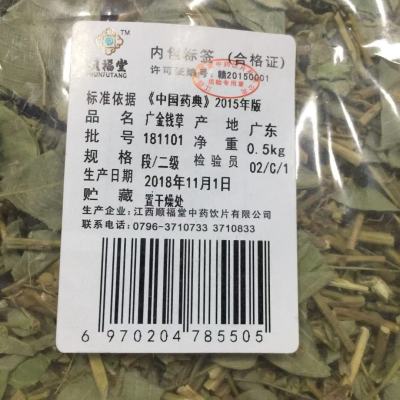 顺福堂™
SHUNFUTANG
内包标签 (合格证)
许可证编号: 赣20150001
标准依据 《中国药典》2015年版
品名 广金钱草 产地 广东
批号 181101 净重 0.5kg
规格 段/二级 检验员 02/C/1
生产日期 2018年11月1日
贮藏 置干燥处
生产企业: 江西顺福堂中药饮片有限公司
联系电话: 0796-3710733 3710833
6 970204 785505